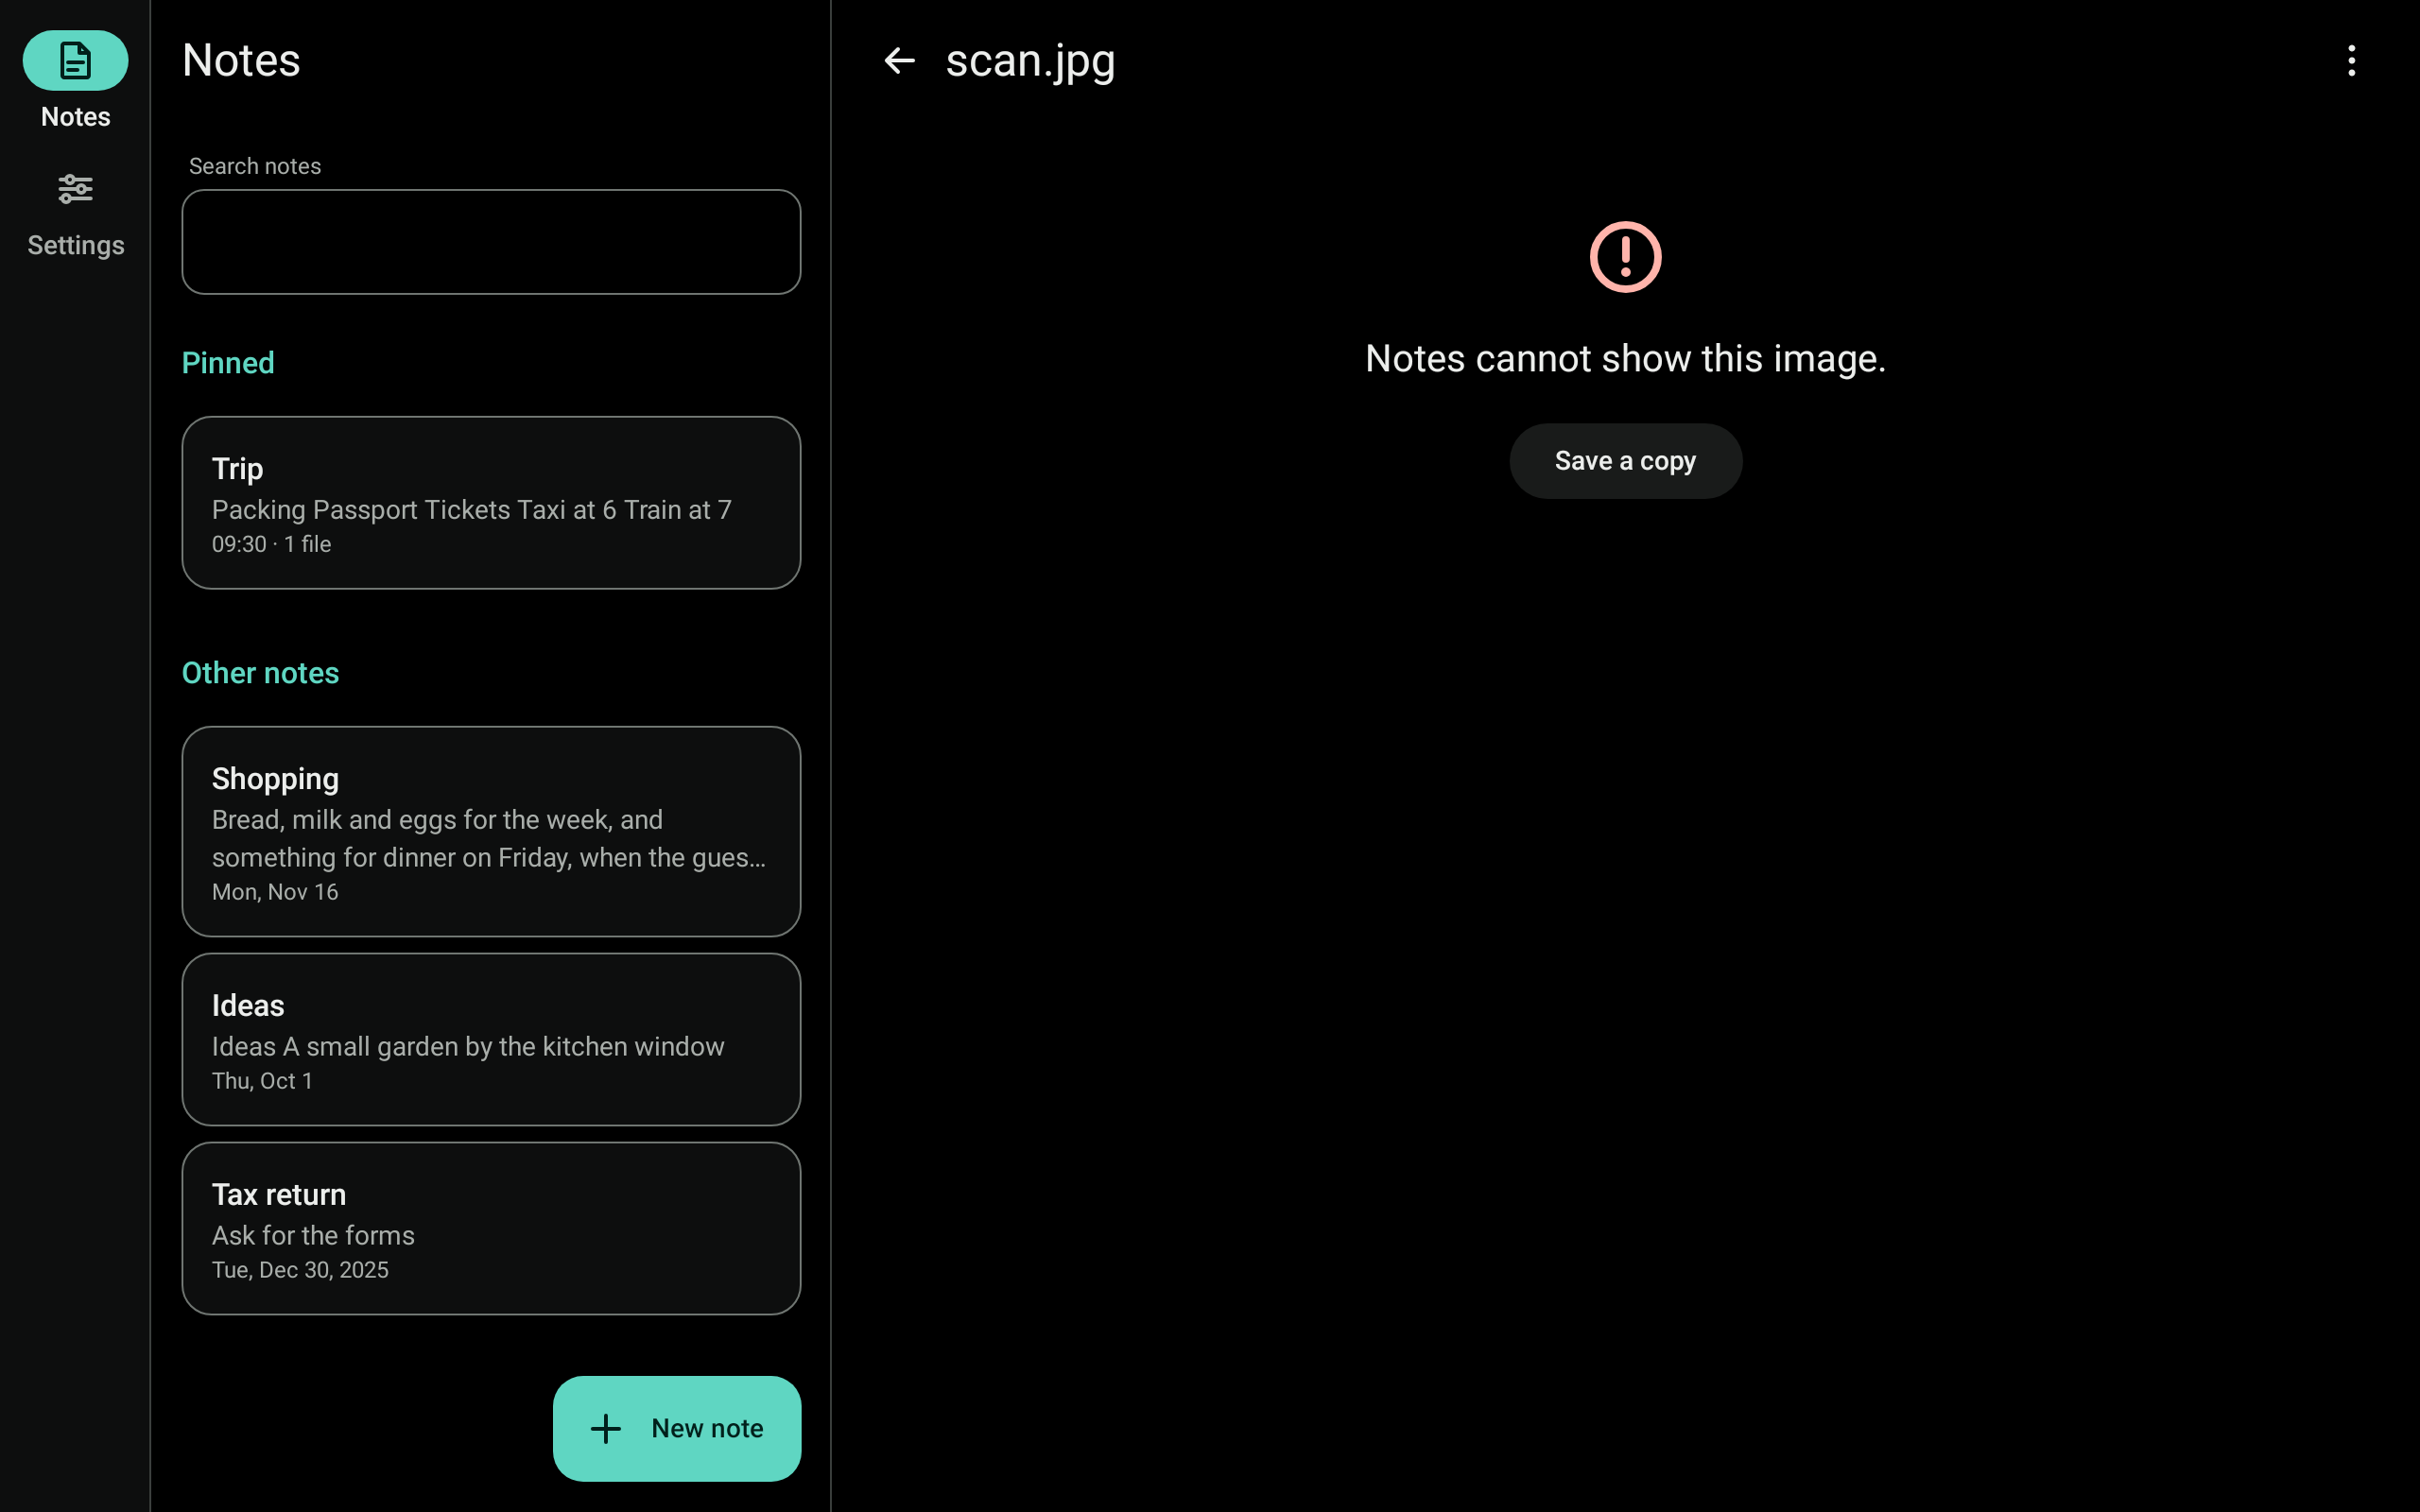 Notes
Settings
Notes
Search notes
Pinned
Trip
Packing Passport Tickets Taxi at 6 Train at 7
09:30 · 1 file
Other notes
Shopping
Bread, milk and eggs for the week, and
something for dinner on Friday, when the gues…
Mon, Nov 16
Ideas
Ideas A small garden by the kitchen window
Thu, Oct 1
Tax return
Ask for the forms
Tue, Dec 30, 2025
New note
scan.jpg
Notes cannot show this image.
Save a copy